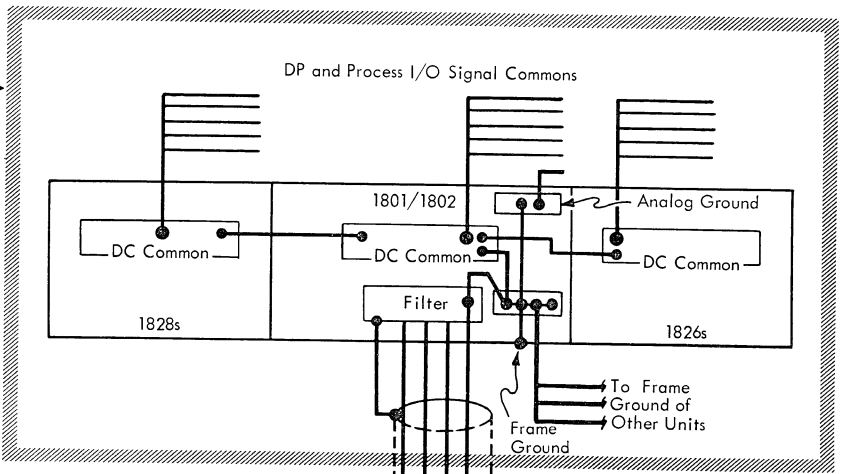 DP and Process I/O Signal Commons
1801/1802
Analog Ground
DC Common
DC Common
DC Common
Filter
1828s
1826s
To Frame
Ground of
Other Units
Frame
Ground